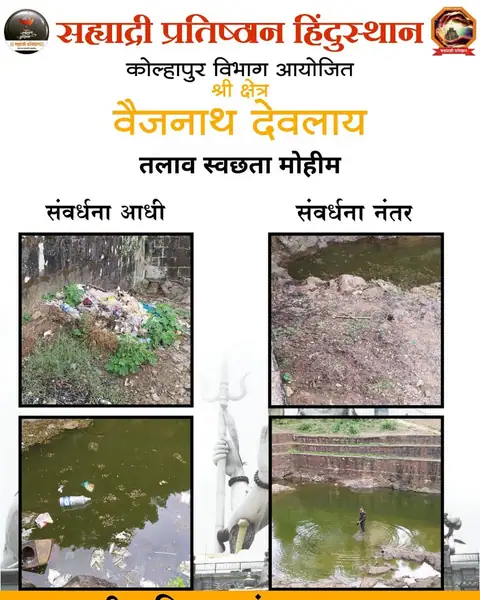 सह्याद्री प्रतिष्ठान हिंदुस्थान
कोल्हापुर विभाग आयोजित
श्री क्षेत्र
वैजनाथ देवलाय
तलाव स्वछता मोहीम
संवर्धना आधी
संवर्धना नंतर